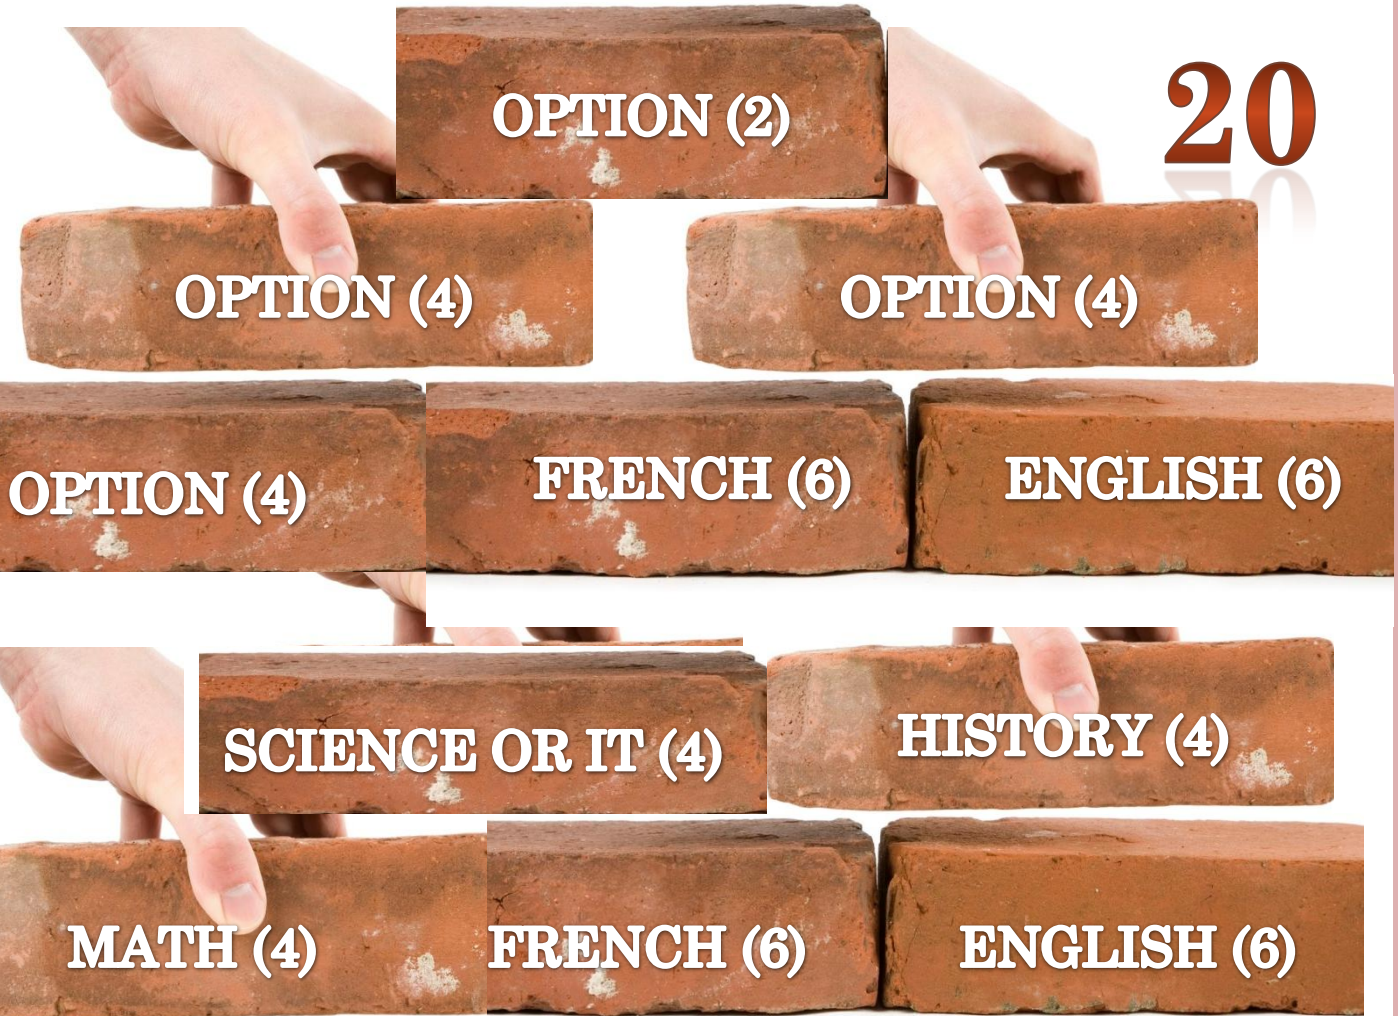 OPTION (2)
20
OPTION (4)
OPTION (4)
OPTION (4)
FRENCH (6)
ENGLISH (6)
SCIENCE OR IT (4)
HISTORY (4)
MATH (4)
FRENCH (6)
ENGLISH (6)